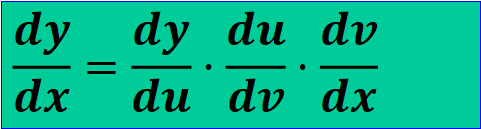 dy/dx = dy/du · du/dv · dv/dx